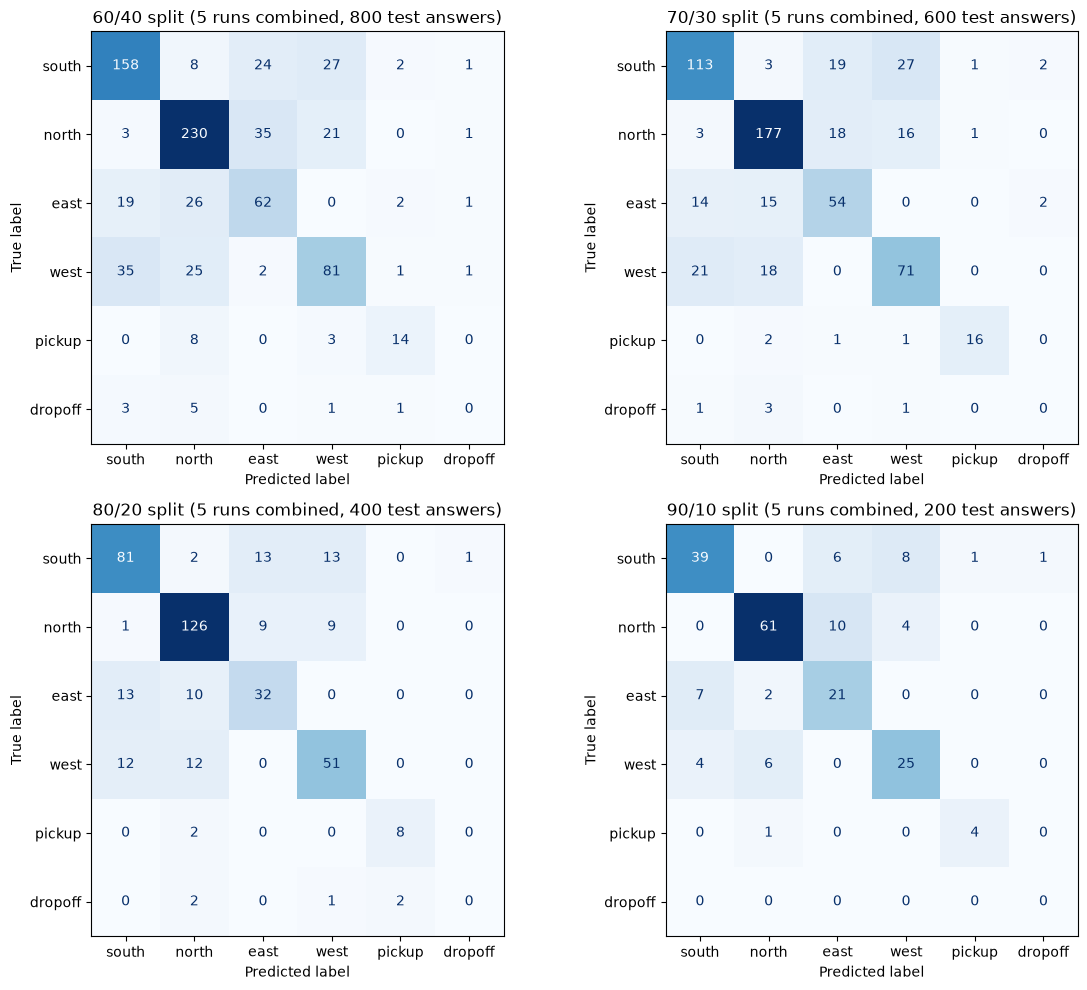 60/40 split (5 runs combined, 800 test answers)
south 158 8 24 27 2 1
north 3 230 35 21 0 1
east 19 26 62 0 2 1
west 35 25 2 81 1 1
pickup 0 8 0 3 14 0
dropoff 3 5 0 1 1 0
south north east west pickup dropoff
Predicted label
True label
70/30 split (5 runs combined, 600 test answers)
south 113 3 19 27 1 2
north 3 177 18 16 1 0
east 14 15 54 0 0 2
west 21 18 0 71 0 0
pickup 0 2 1 1 16 0
dropoff 1 3 0 1 0 0
south north east west pickup dropoff
Predicted label
True label
80/20 split (5 runs combined, 400 test answers)
south 81 2 13 13 0 1
north 1 126 9 9 0 0
east 13 10 32 0 0 0
west 12 12 0 51 0 0
pickup 0 2 0 0 8 0
dropoff 0 2 0 1 2 0
south north east west pickup dropoff
Predicted label
True label
90/10 split (5 runs combined, 200 test answers)
south 39 0 6 8 1 1
north 0 61 10 4 0 0
east 7 2 21 0 0 0
west 4 6 0 25 0 0
pickup 0 1 0 0 4 0
dropoff 0 0 0 0 0 0
south north east west pickup dropoff
Predicted label
True label